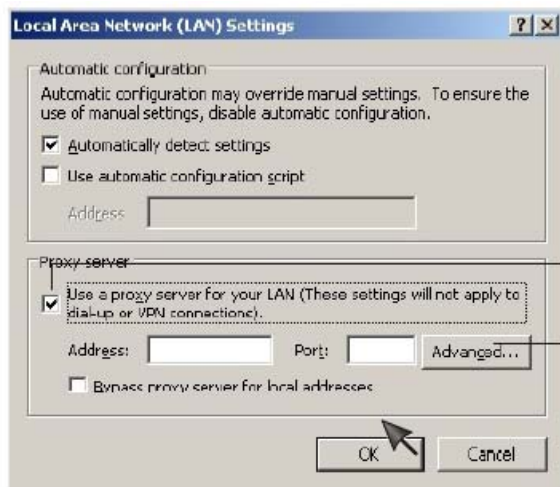 Local Area Network (LAN) Settings
Automatic configuration
Automatic configuration may override manual settings. To ensure the
use of manual settings, disable automatic configuration.
Automatically detect settings
Use automatic configuration script
Address
Proxy server
Use a proxy server for your LAN (These settings will not apply to
dial-up or VPN connections).
Address:
Port:
Advanced...
Bypass proxy server for local addresses
OK
Cancel